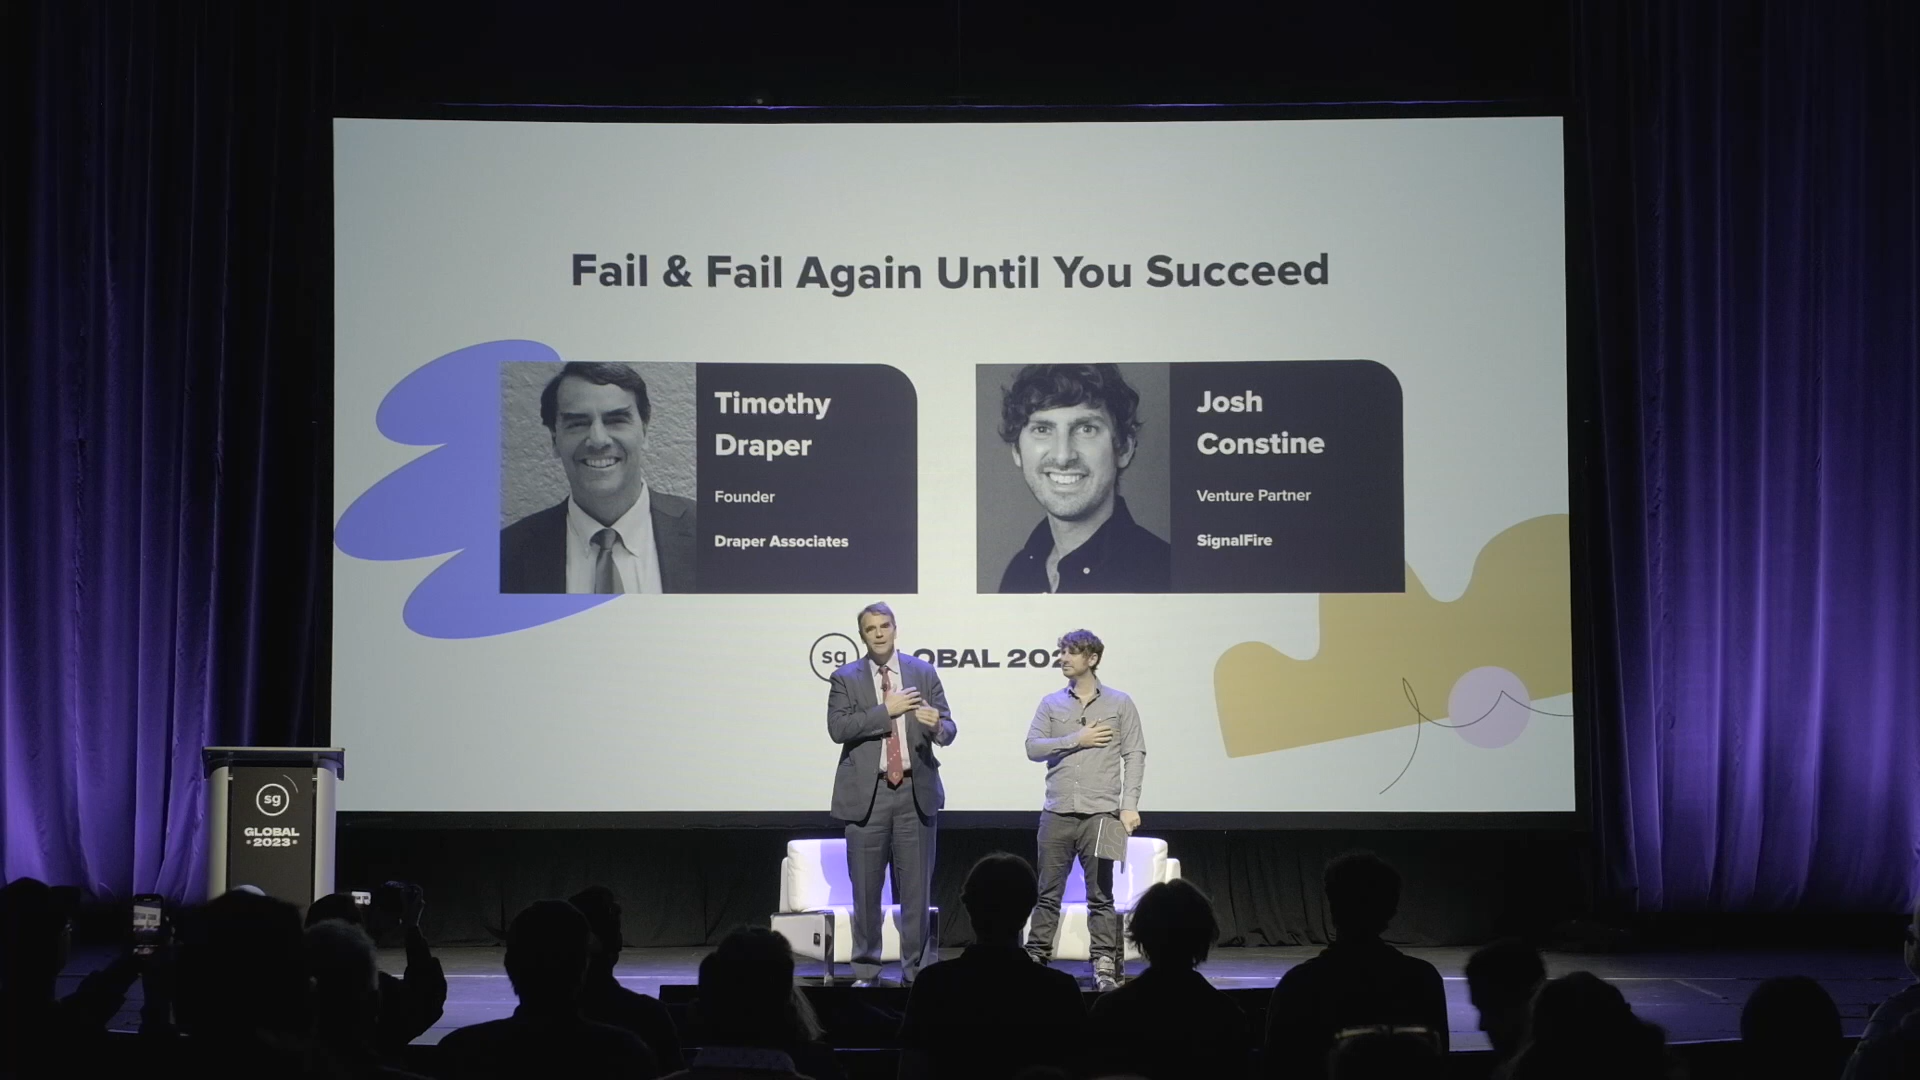 Fail & Fail Again Until You Succeed
Timothy
Draper
Founder
Draper Associates
Josh
Constine
Venture Partner
SignalFire
sg
OBAL 202
sg
GLOBAL
•2023•